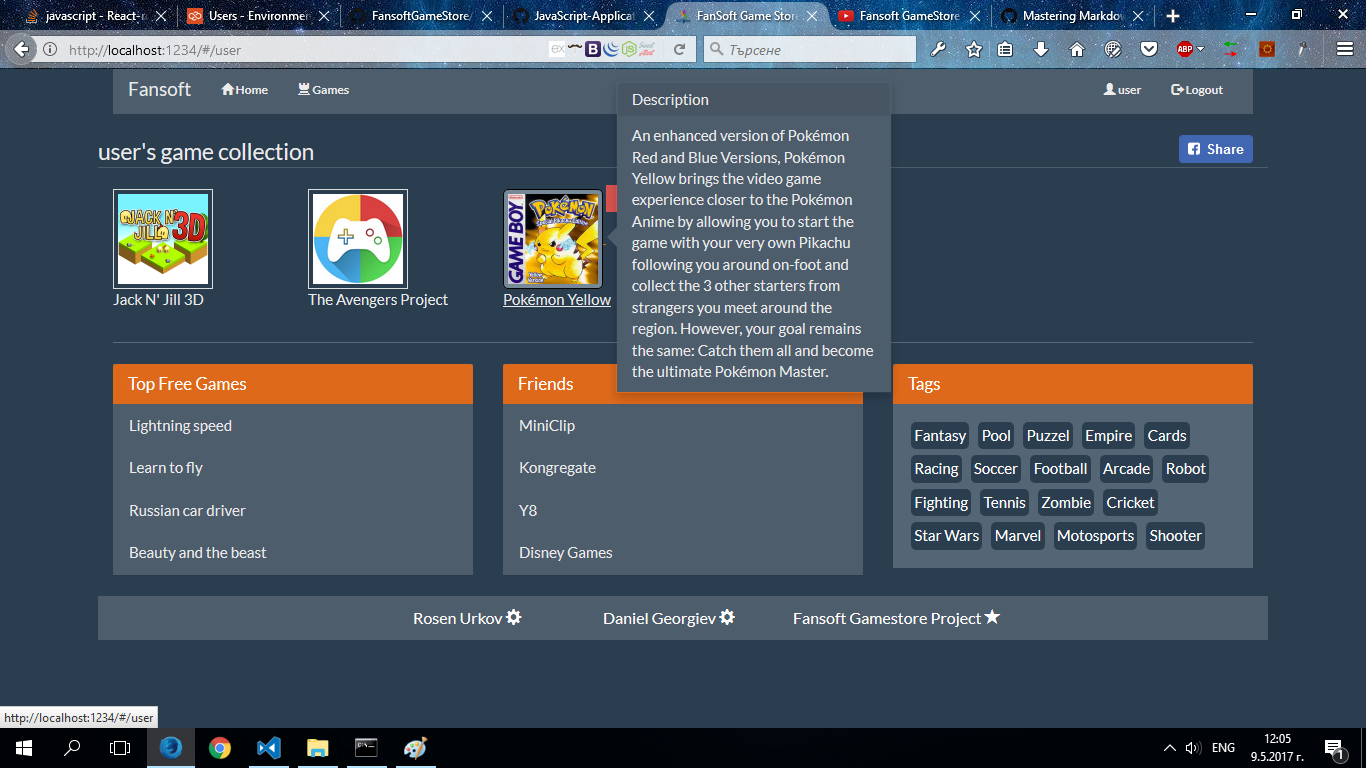 javascript - React-r
Users - Environmen
FansoftGameStore/
JavaScript-Applicat
FanSoft Game Store
Fansoft GameStore
Mastering Markdow
http://localhost:1234/#/user
ex
B
Търсене
ABP
Fansoft
Home
Games
user
Logout
user's game collection
Share
Description
An enhanced version of Pokémon
Red and Blue Versions, Pokémon
Yellow brings the video game
experience closer to the Pokémon
Anime by allowing you to start the
game with your very own Pikachu
following you around on-foot and
collect the 3 other starters from
strangers you meet around the
region. However, your goal remains
the same: Catch them all and become
the ultimate Pokémon Master.
JACK N' JILL 3D
GAME BOY
Pokémon
Jack N' Jill 3D
The Avengers Project
Pokémon Yellow
Top Free Games
Lightning speed
Learn to fly
Russian car driver
Beauty and the beast
Friends
MiniClip
Kongregate
Y8
Disney Games
Tags
Fantasy Pool Puzzel Empire Cards
Racing Soccer Football Arcade Robot
Fighting Tennis Zombie Cricket
Star Wars Marvel Motosports Shooter
Rosen Urkov
Daniel Georgiev
Fansoft Gamestore Project
http://localhost:1234/#/user
ENG
12:05
9.5.2017 г.
1